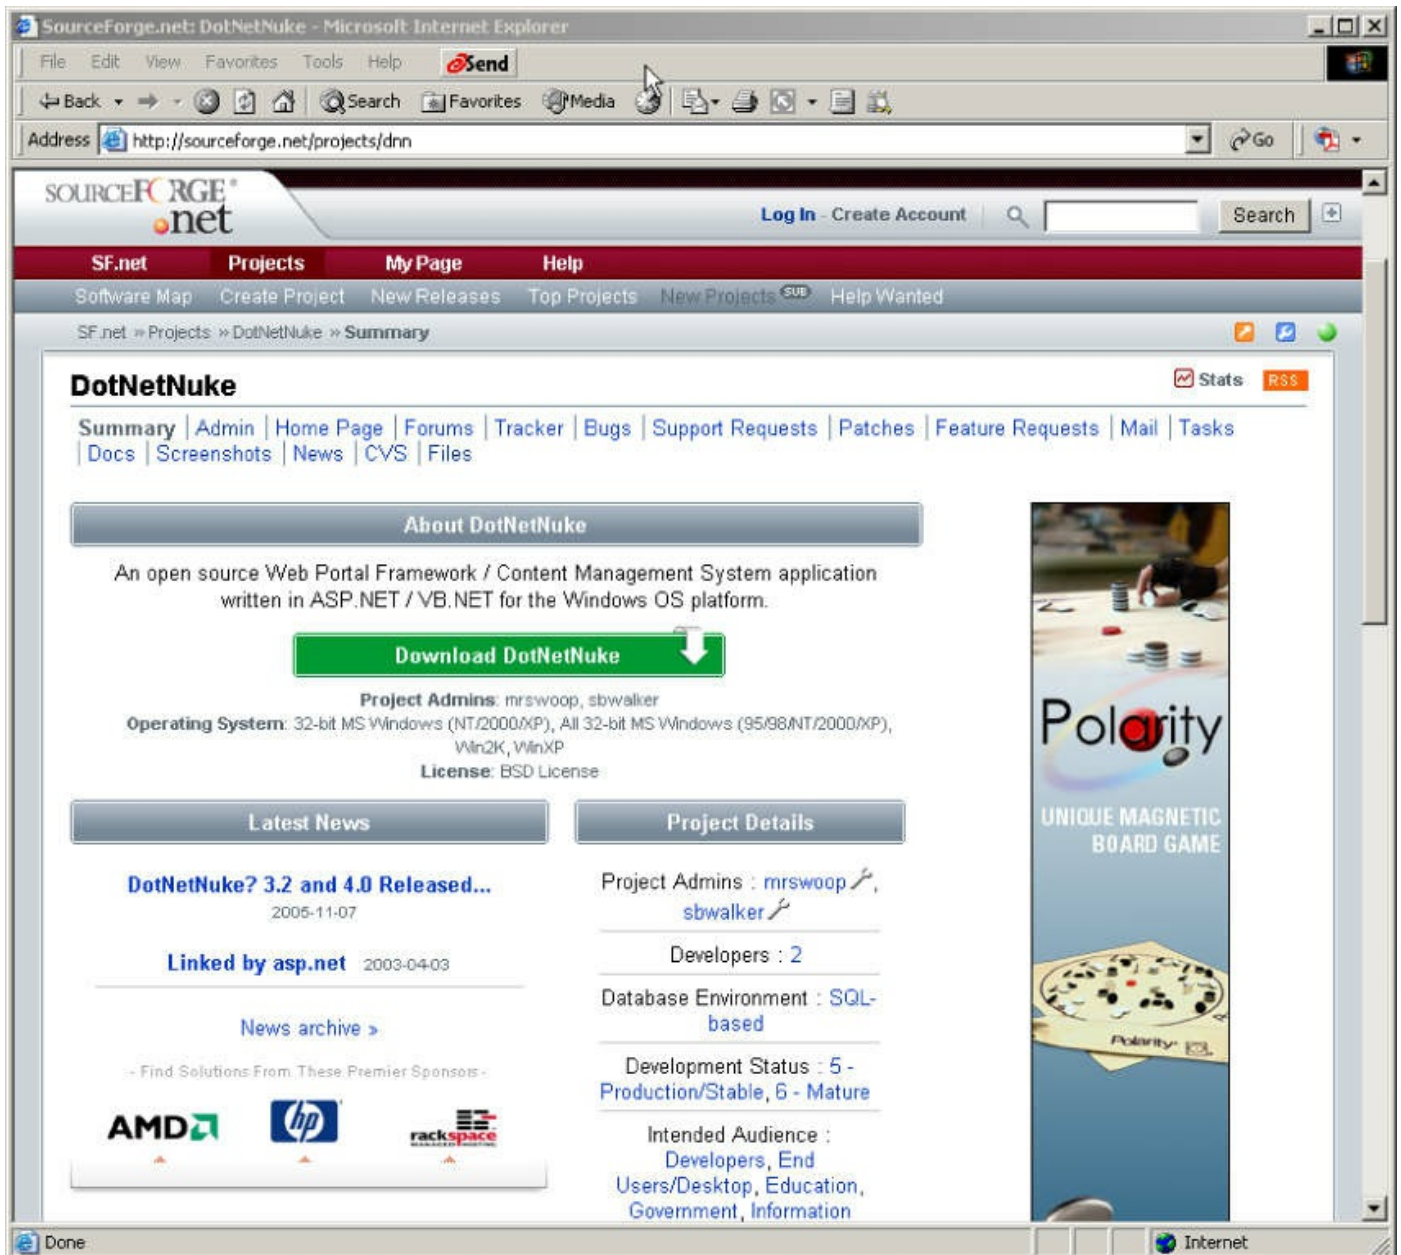 SourceForge.net: DotNetNuke - Microsoft Internet Explorer
File Edit View Favorites Tools Help Send
Back Search Favorites Media
Address http://sourceforge.net/projects/dnn Go
SOURCEFORGE®
.net
Log In - Create Account Search
SF.net Projects My Page Help
Software Map Create Project New Releases Top Projects New Projects SUB Help Wanted
SF.net » Projects » DotNetNuke » Summary
DotNetNuke Stats RSS
Summary | Admin | Home Page | Forums | Tracker | Bugs | Support Requests | Patches | Feature Requests | Mail | Tasks
| Docs | Screenshots | News | CVS | Files
About DotNetNuke
An open source Web Portal Framework / Content Management System application
written in ASP.NET / VB.NET for the Windows OS platform.
Download DotNetNuke
Project Admins: mrswoop, sbwalker
Operating System: 32-bit MS Windows (NT/2000/XP), All 32-bit MS Windows (95/98/NT/2000/XP),
Win2K, WinXP
License: BSD License
Latest News
DotNetNuke? 3.2 and 4.0 Released...
2005-11-07
Linked by asp.net 2003-04-03
News archive »
- Find Solutions From These Premier Sponsors -
AMD
hp
rackspace
MANAGED HOSTING
Project Details
Project Admins : mrswoop,
sbwalker
Developers : 2
Database Environment : SQL-
based
Development Status : 5 -
Production/Stable, 6 - Mature
Intended Audience :
Developers, End
Users/Desktop, Education,
Government, Information
Polarity
UNIQUE MAGNETIC
BOARD GAME
Polarity
Done Internet